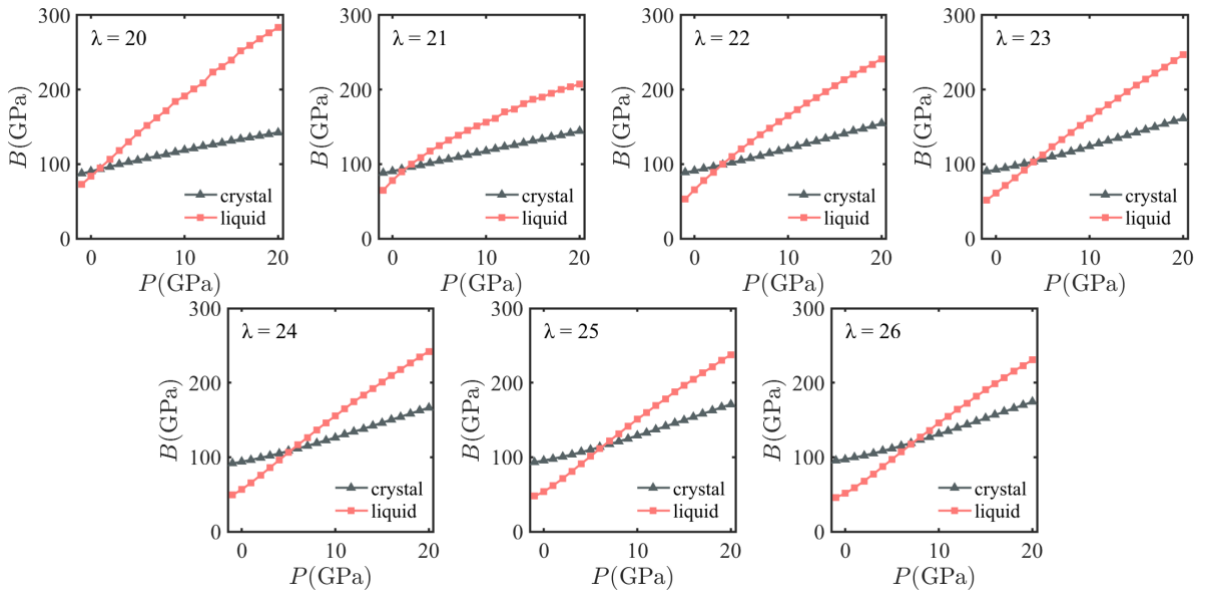 λ = 20
300
200
100
0
B(GPa)
crystal
liquid
0 10 20
P(GPa)
λ = 21
300
200
100
0
B(GPa)
crystal
liquid
0 10 20
P(GPa)
λ = 22
300
200
100
0
B(GPa)
crystal
liquid
0 10 20
P(GPa)
λ = 23
300
200
100
0
B(GPa)
crystal
liquid
0 10 20
P(GPa)
λ = 24
300
200
100
0
B(GPa)
crystal
liquid
0 10 20
P(GPa)
λ = 25
300
200
100
0
B(GPa)
crystal
liquid
0 10 20
P(GPa)
λ = 26
300
200
100
0
B(GPa)
crystal
liquid
0 10 20
P(GPa)